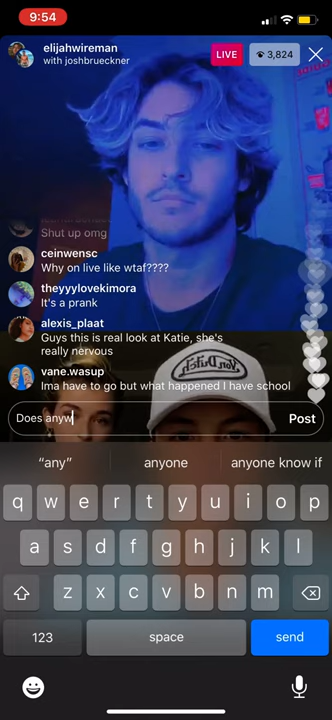 9:54
elijahwireman
with joshbrueckner
LIVE
3,824
Shut up omg
ceinwensc
Why on live like wtaf????
theyyylovekimora
It's a prank
alexis_plaat
Guys this is real look at Katie, she's
really nervous
vane.wasup
Ima have to go but what happened I have school
Von Dutch
Does anyw
Post
“any”
anyone
anyone know if
q w e r t y u i o p
a s d f g h j k l
z x c v b n m
123
space
send